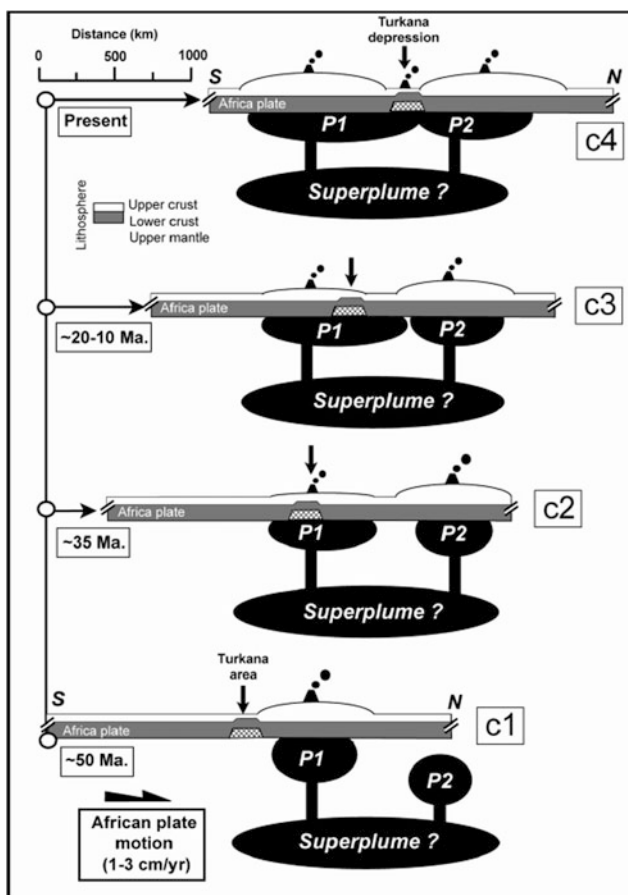 Distance (km)
0 500 1000
Turkana
depression
S
N
Africa plate
Present
P1
P2
c4
Superplume ?
Lithosphere
Upper crust
Lower crust
Upper mantle
Africa plate
c3
~20-10 Ma.
P1
P2
Superplume ?
Africa plate
c2
~35 Ma.
P1
P2
Superplume ?
Turkana
area
S
N
Africa plate
c1
~50 Ma.
P1
P2
African plate
motion
(1-3 cm/yr)
Superplume ?